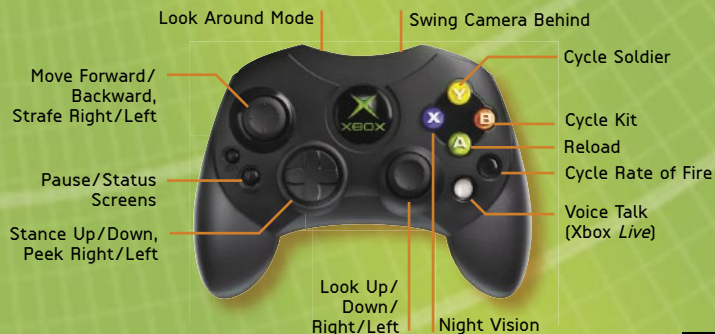 Look Around Mode
Swing Camera Behind
Cycle Soldier
Move Forward/
Backward,
Strafe Right/Left
Y
X
B
XBOX
A
Cycle Kit
Reload
Cycle Rate of Fire
Pause/Status
Screens
Voice Talk
(Xbox Live)
Stance Up/Down,
Peek Right/Left
Look Up/
Down/
Right/Left
Night Vision